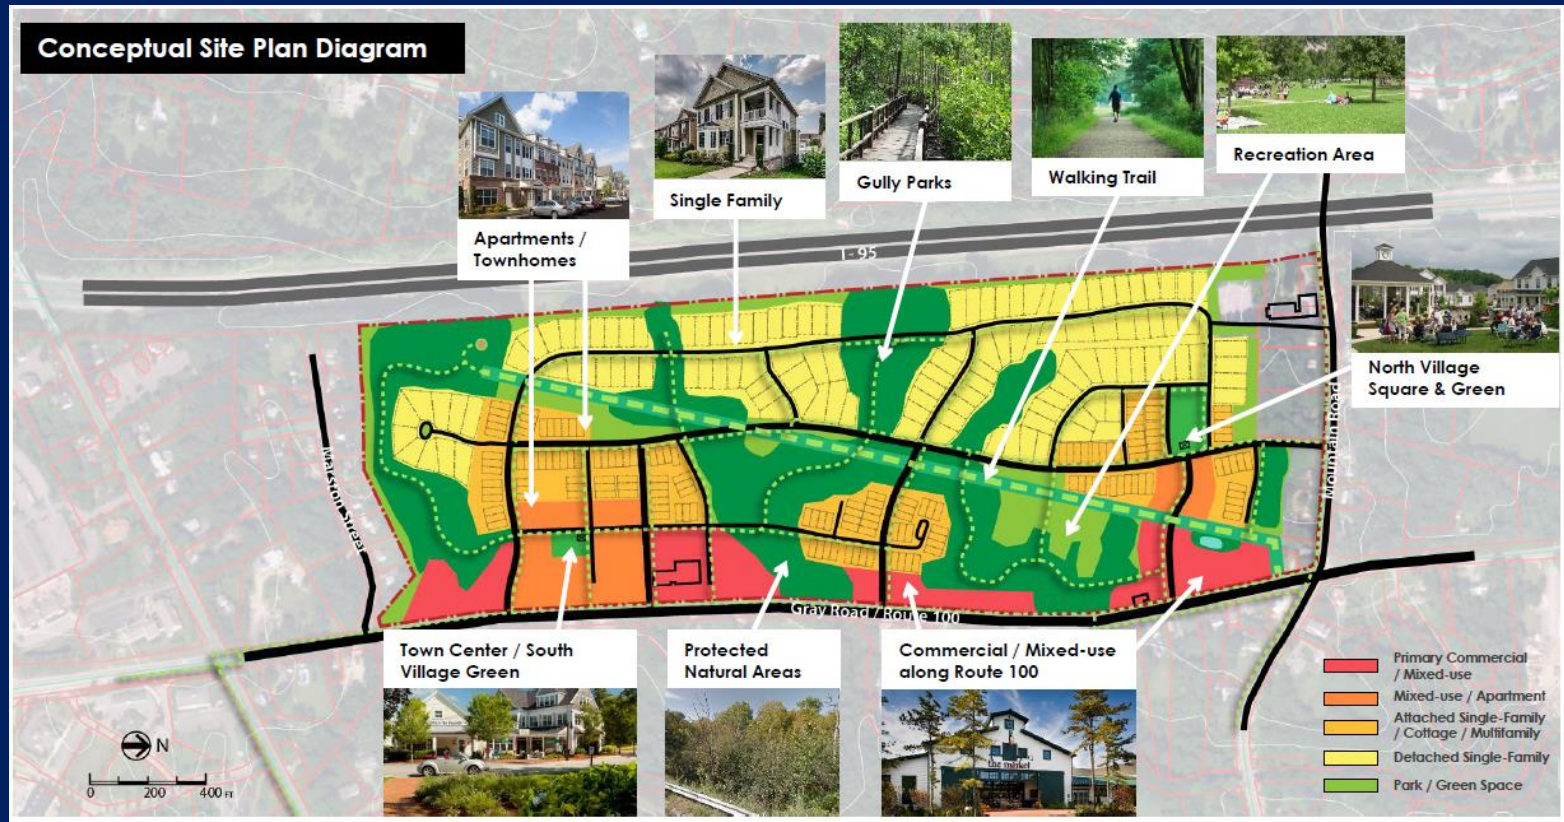 Conceptual Site Plan Diagram
Apartments /
Townhomes
Single Family
Gully Parks
Walking Trail
Recreation Area
I - 95
North Village
Square & Green
Mountain Road
Marston Street
Gray Road / Route 100
Town Center / South
Village Green
Protected
Natural Areas
Commercial / Mixed-use
along Route 100
the market
Primary Commercial
/ Mixed-use
Mixed-use / Apartment
Attached Single-Family
/ Cottage / Multifamily
Detached Single-Family
Park / Green Space
N
0 200 400 FT